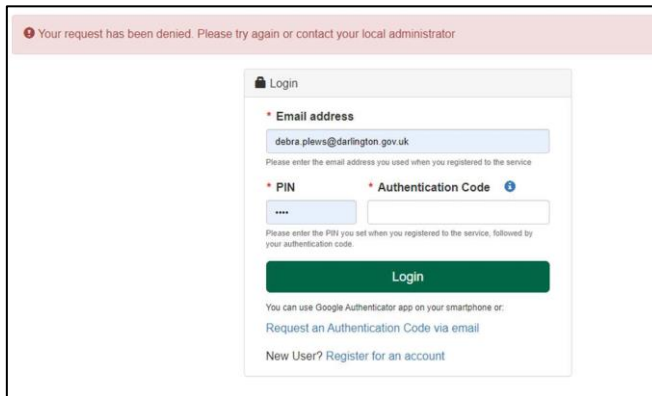 Your request has been denied. Please try again or contact your local administrator
Login
* Email address
debra.plews@darlington.gov.uk
Please enter the email address you used when you registered to the service
* PIN * Authentication Code
••••
Please enter the PIN you set when you registered to the service, followed by
your authentication code.
Login
You can use Google Authenticator app on your smartphone or:
Request an Authentication Code via email
New User? Register for an account